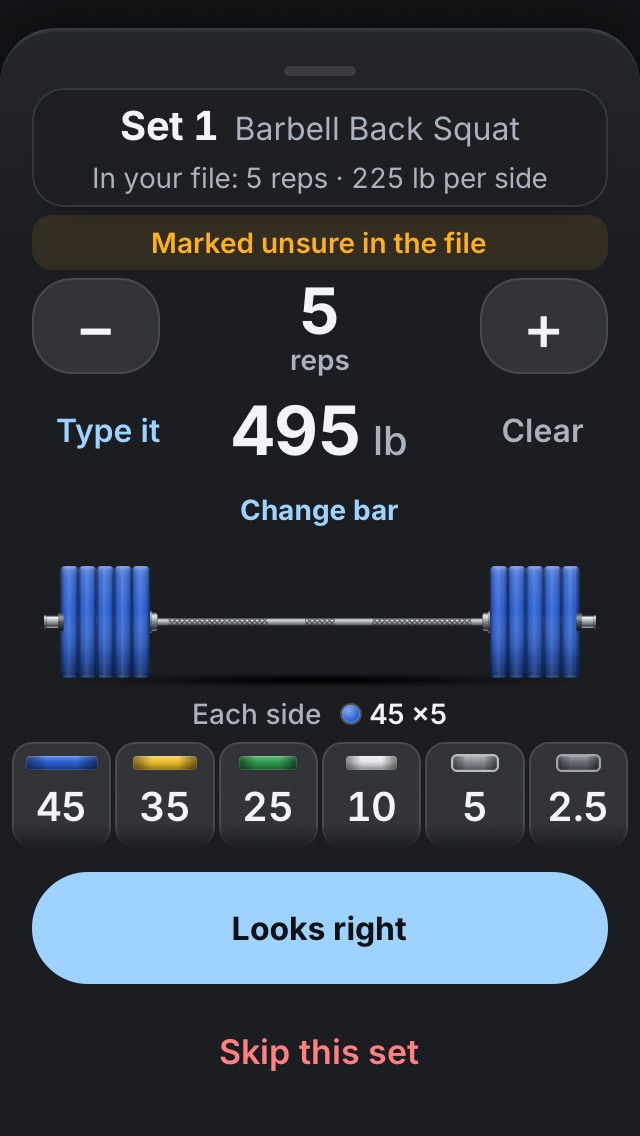 Set 1 Barbell Back Squat
In your file: 5 reps · 225 lb per side
Marked unsure in the file
− 5 +
reps
Type it 495 lb Clear
Change bar
Each side 45 ×5
45 35 25 10 5 2.5
Looks right
Skip this set